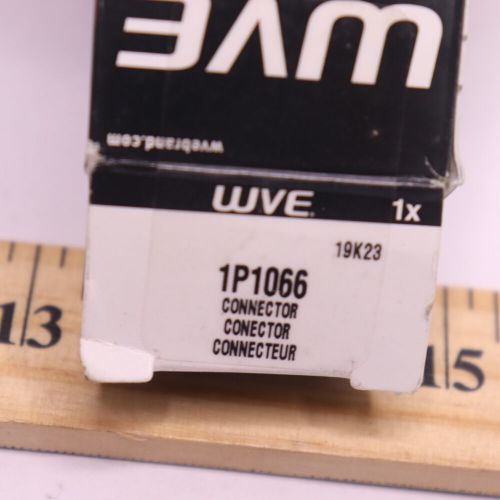 WVE
wvebrand.com
WVE
1x
19K23
1P1066
CONNECTOR
CONECTOR
CONNECTEUR
13
15